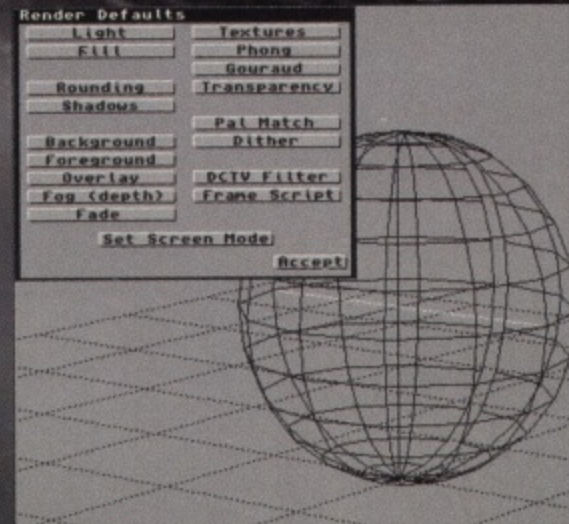 Render Defaults
Light
Fill
Rounding
Shadows
Background
Foreground
Overlay
Fog (depth)
Fade
Textures
Phong
Gouraud
Transparency
Pal Match
Dither
DCTV Filter
Frame Script
Set Screen Mode
Accept